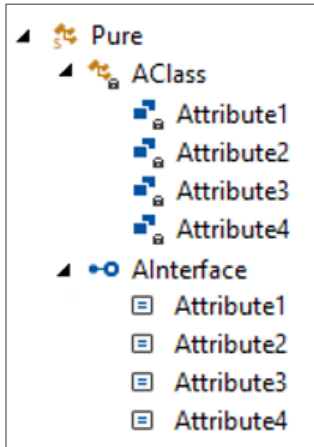 Pure
AClass
Attribute1
Attribute2
Attribute3
Attribute4
AInterface
Attribute1
Attribute2
Attribute3
Attribute4